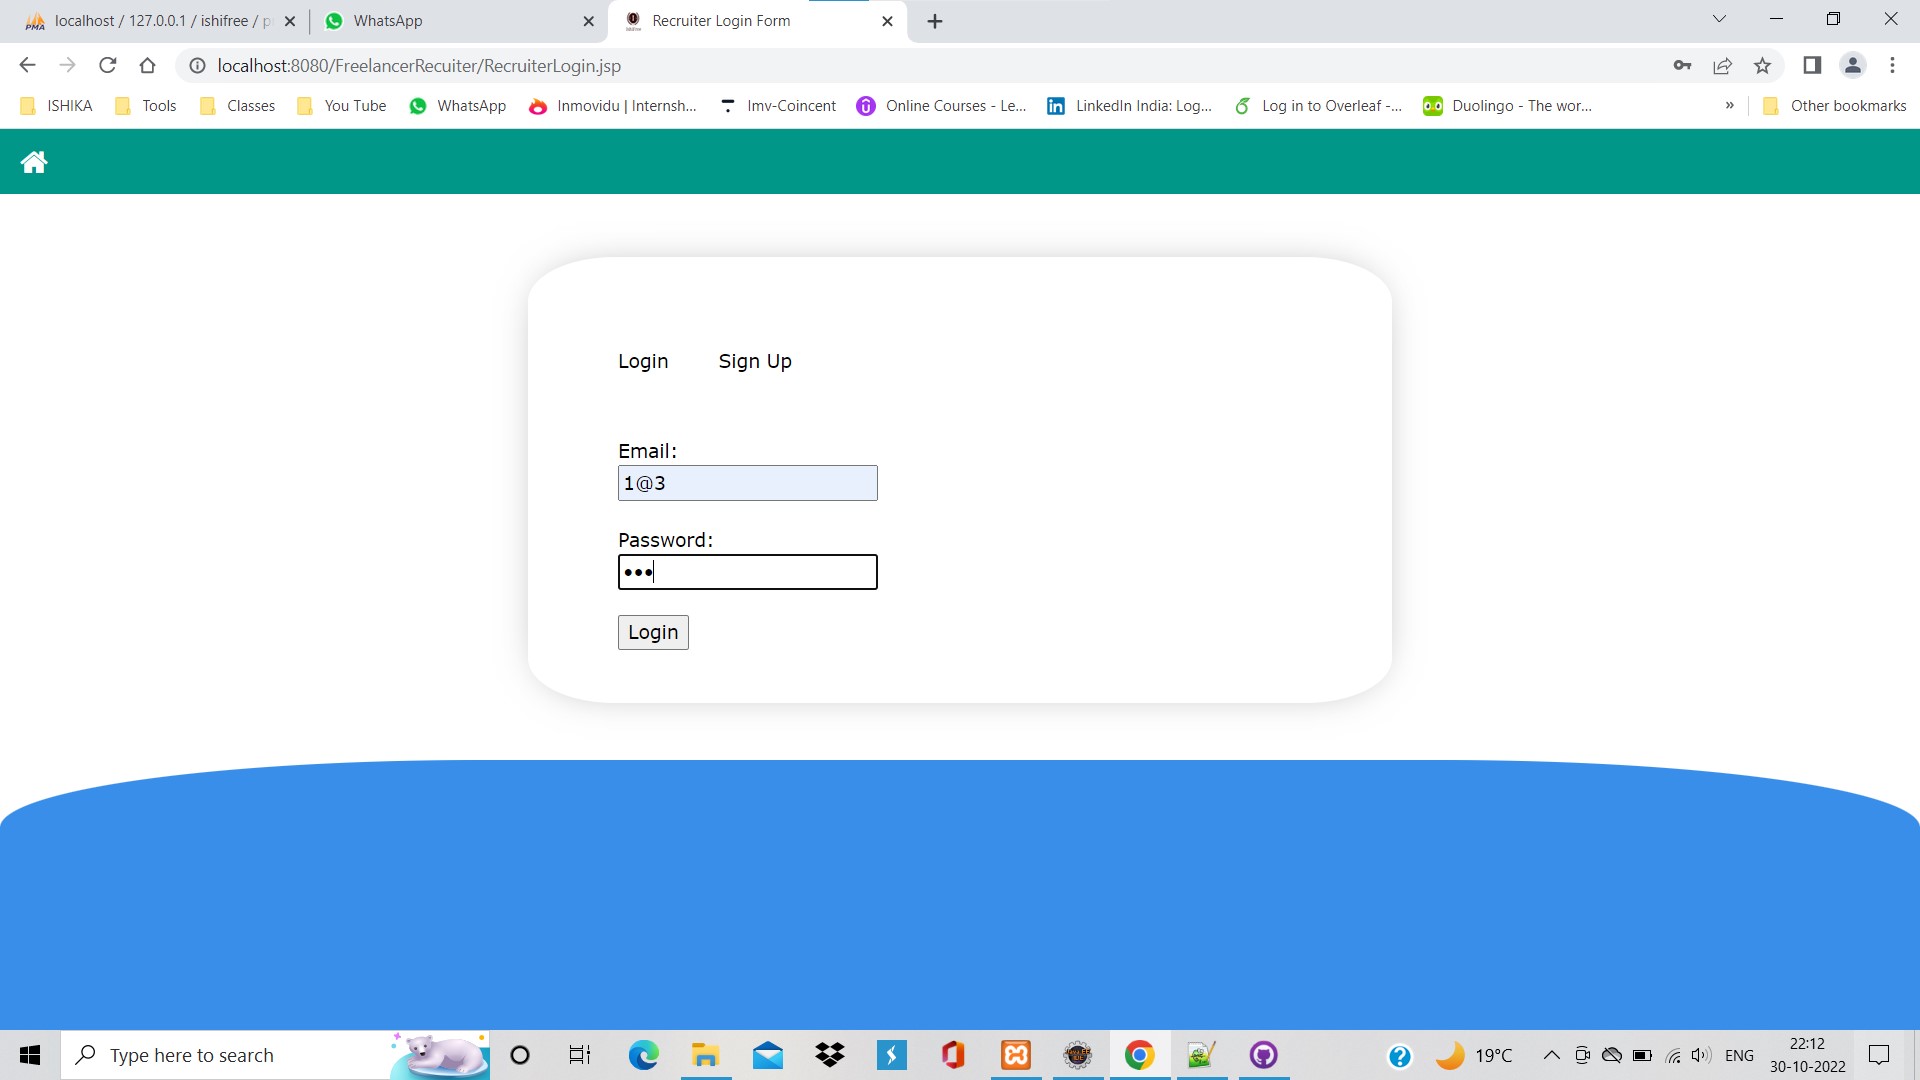 localhost / 127.0.0.1 / ishifree / p
WhatsApp
Recruiter Login Form
localhost:8080/FreelancerRecuiter/RecruiterLogin.jsp
ISHIKA
Tools
Classes
You Tube
WhatsApp
Inmovidu | Internsh...
Imv-Coincent
Online Courses - Le...
LinkedIn India: Log...
Log in to Overleaf -...
Duolingo - The wor...
»
Other bookmarks
Login
Sign Up
Email:
1@3
Password:
•••
Login
Type here to search
19°C
ENG
22:12
30-10-2022